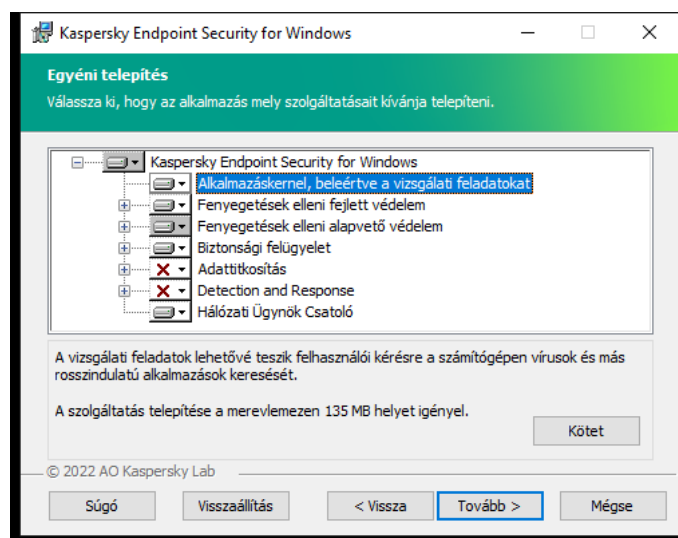 Kaspersky Endpoint Security for Windows
Egyéni telepítés
Válassza ki, hogy az alkalmazás mely szolgáltatásait kívánja telepíteni.
Kaspersky Endpoint Security for Windows
Alkalmazáskernel, beleértve a vizsgálati feladatokat
Fenyegetések elleni fejlett védelem
Fenyegetések elleni alapvető védelem
Biztonsági felügyelet
Adattitkosítás
Detection and Response
Hálózati Ügynök Csatoló
A vizsgálati feladatok lehetővé teszik felhasználói kérésre a számítógépen vírusok és más
rosszindulatú alkalmazások keresését.
A szolgáltatás telepítése a merevlemezen 135 MB helyet igényel.
Kötet
© 2022 AO Kaspersky Lab
Súgó Visszaállítás < Vissza Tovább > Mégse